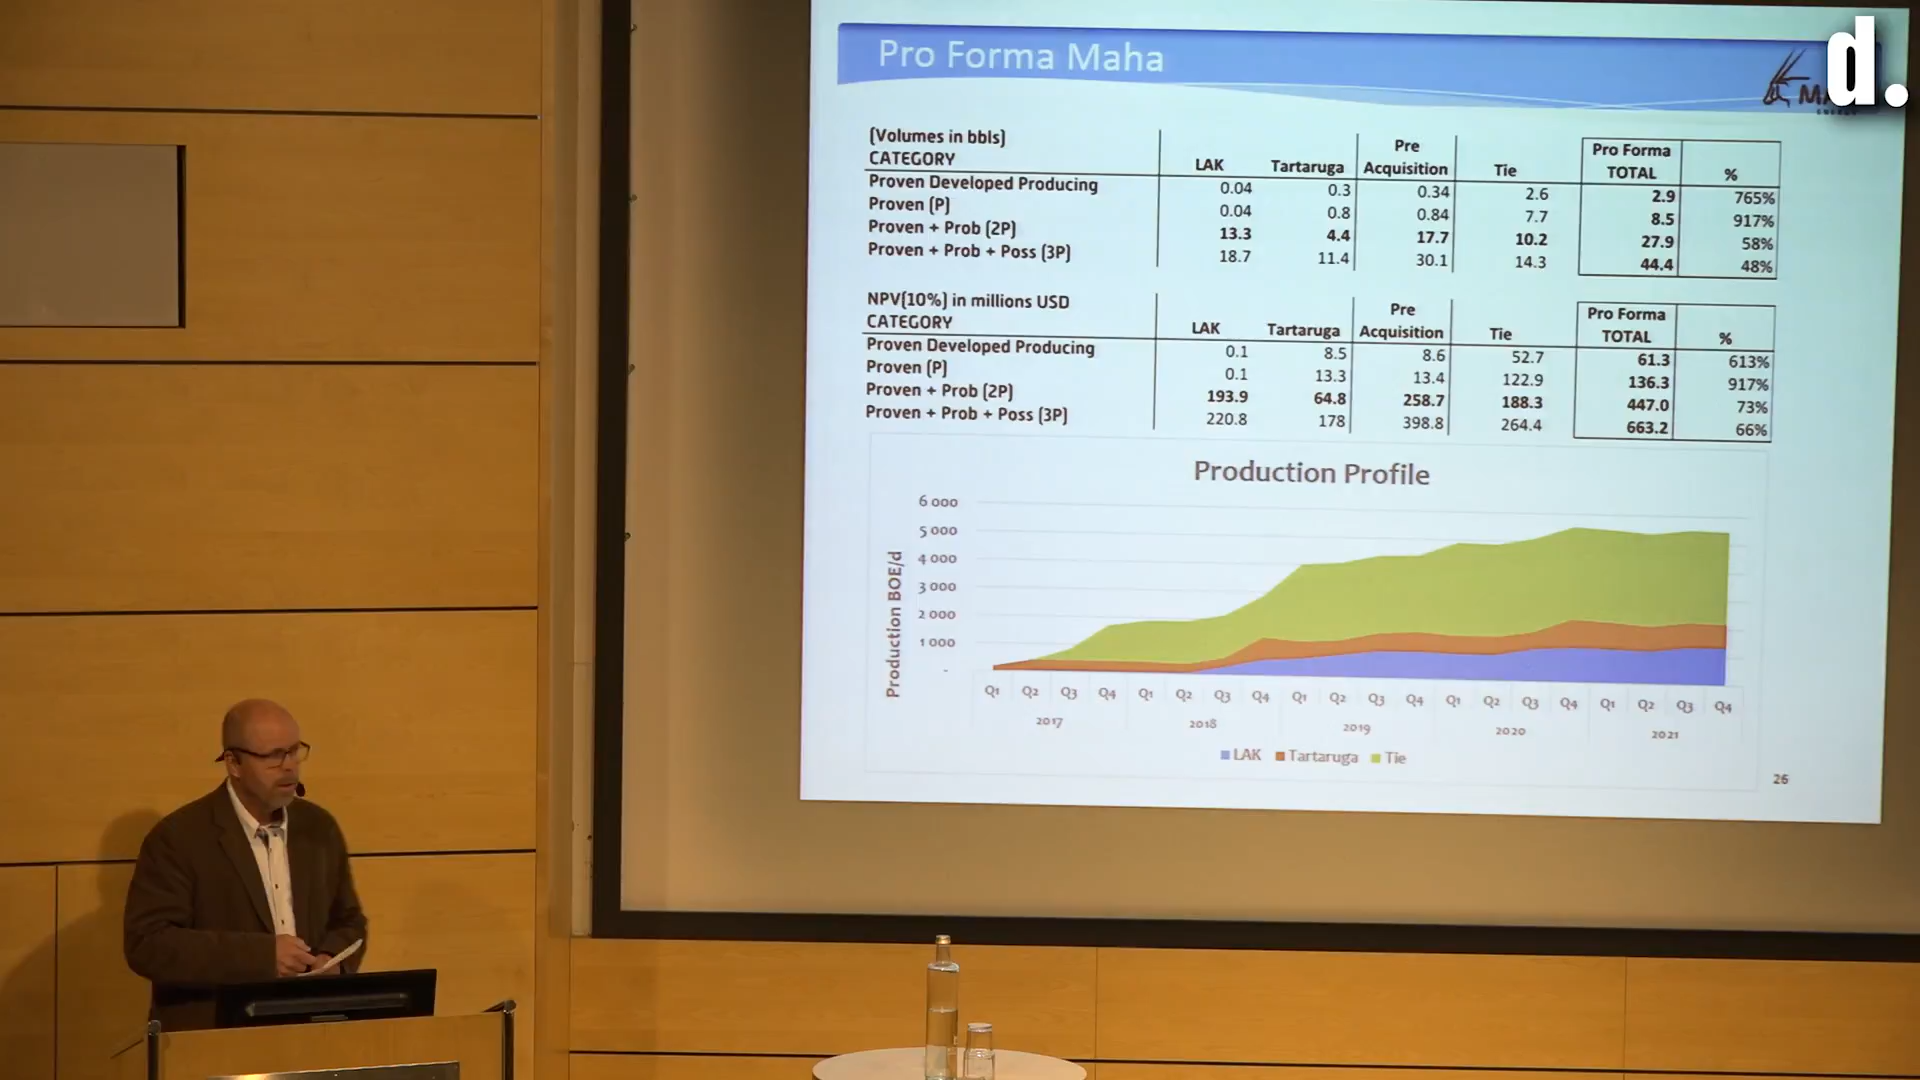 Pro Forma Maha
d.
(Volumes in bbls)
CATEGORY LAK Tartaruga Pre Acquisition Tie Pro Forma TOTAL %
Proven Developed Producing 0.04 0.3 0.34 2.6 2.9 765%
Proven (P) 0.04 0.8 0.84 7.7 8.5 917%
Proven + Prob (2P) 13.3 4.4 17.7 10.2 27.9 58%
Proven + Prob + Poss (3P) 18.7 11.4 30.1 14.3 44.4 48%
NPV(10%) in millions USD
CATEGORY LAK Tartaruga Pre Acquisition Tie Pro Forma TOTAL %
Proven Developed Producing 0.1 8.5 8.6 52.7 61.3 613%
Proven (P) 0.1 13.3 13.4 122.9 136.3 917%
Proven + Prob (2P) 193.9 64.8 258.7 188.3 447.0 73%
Proven + Prob + Poss (3P) 220.8 178 398.8 264.4 663.2 66%
Production Profile
Production BOE/d
6 000
5 000
4 000
3 000
2 000
1 000
-
Q1 Q2 Q3 Q4 Q1 Q2 Q3 Q4 Q1 Q2 Q3 Q4 Q1 Q2 Q3 Q4 Q1 Q2 Q3 Q4
2017 2018 2019 2020 2021
LAK Tartaruga Tie
26